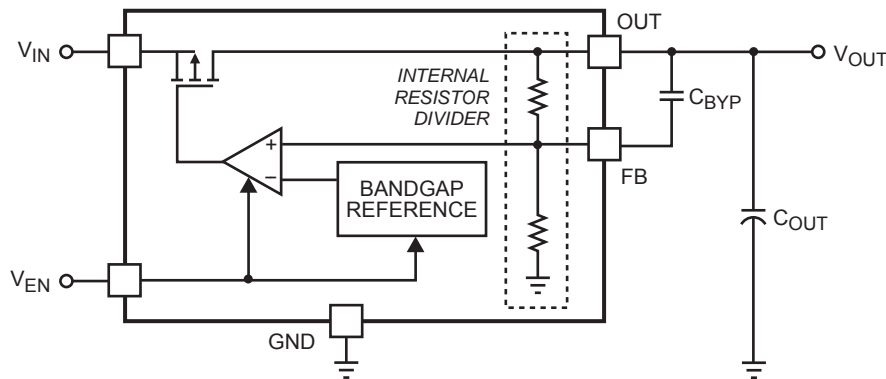 OUT
V_IN
V_OUT
INTERNAL
RESISTOR
DIVIDER
C_BYP
+
FB
–
BANDGAP
REFERENCE
C_OUT
V_EN
GND